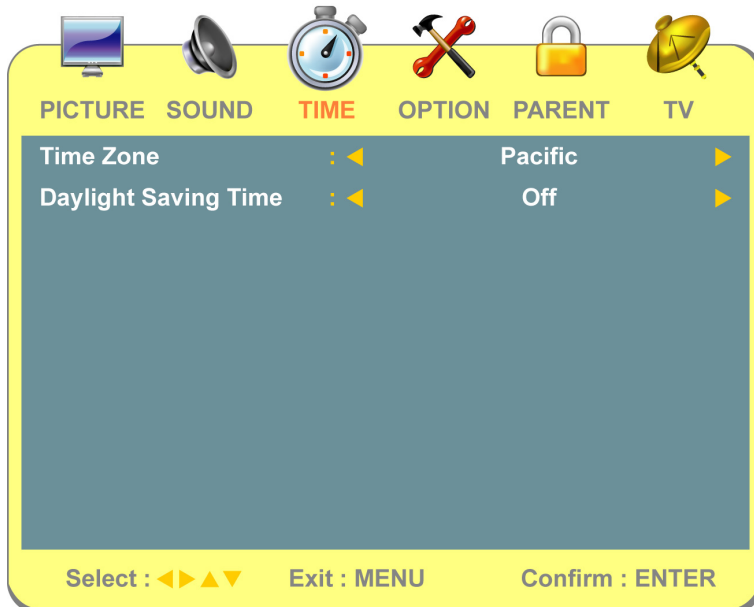 PICTURE SOUND TIME OPTION PARENT TV
Time Zone : ◀ Pacific ▶
Daylight Saving Time : ◀ Off ▶
Select : ◀▶▲▼ Exit : MENU Confirm : ENTER